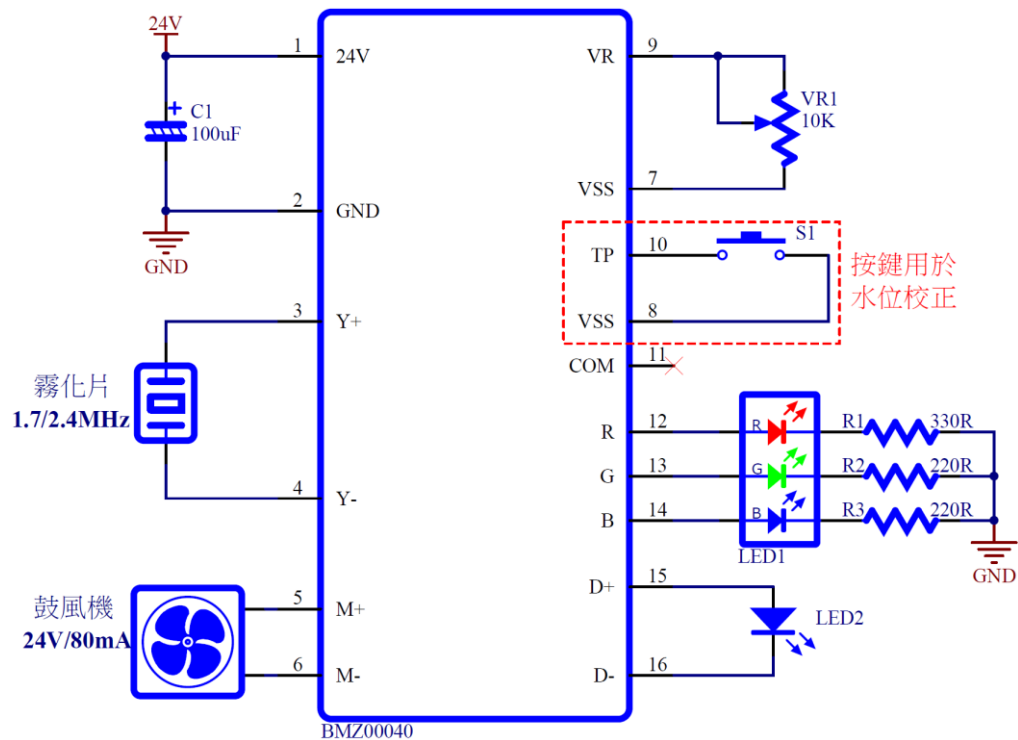 24V
1
24V
C1
100uF
2
GND
GND
3
Y+
霧化片
1.7/2.4MHz
4
Y-
鼓風機
24V/80mA
5
M+
6
M-
BMZ00040
VR
9
VR1
10K
VSS
7
TP
10
S1
按鍵用於
水位校正
VSS
8
COM
11
R
12
R
R1
330R
G
13
G
R2
220R
B
14
B
R3
220R
LED1
GND
D+
15
LED2
D-
16